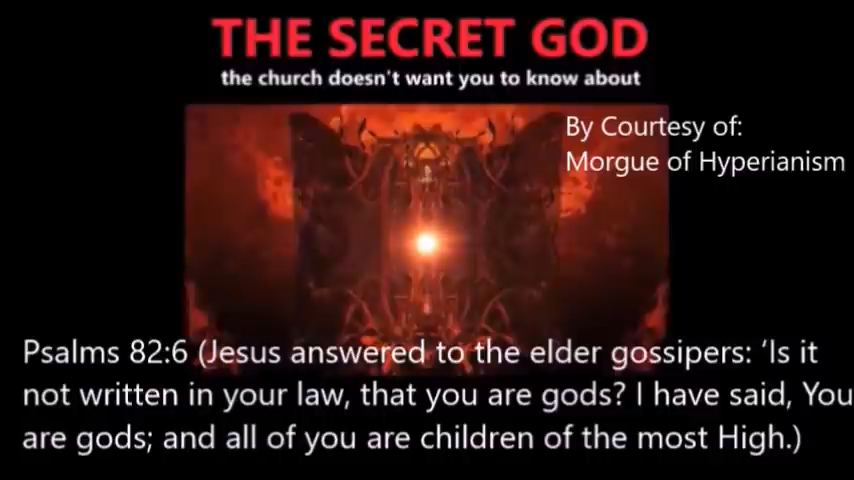 THE SECRET GOD
the church doesn't want you to know about
By Courtesy of:
Morgue of Hyperianism
Psalms 82:6 (Jesus answered to the elder gossipers: ‘Is it
not written in your law, that you are gods? I have said, You
are gods; and all of you are children of the most High.)